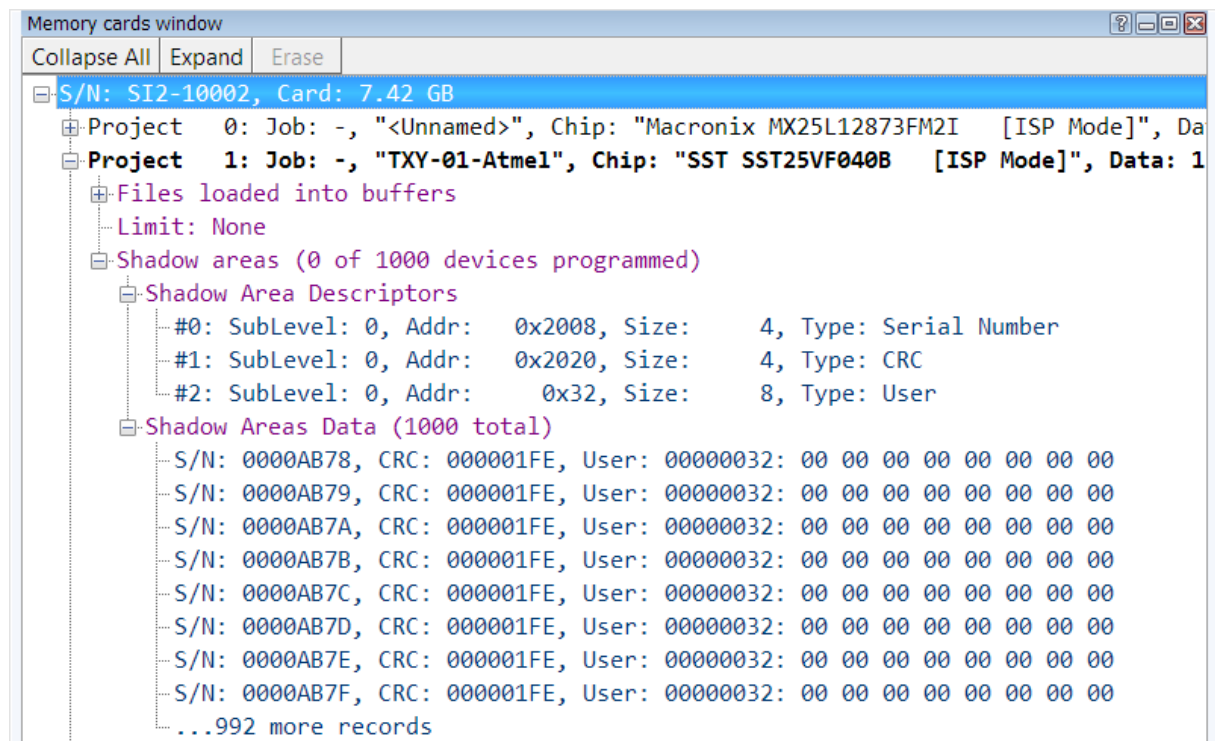 Memory cards window
Collapse All Expand Erase
S/N: SI2-10002, Card: 7.42 GB
Project 0: Job: -, "<Unnamed>", Chip: "Macronix MX25L12873FM2I [ISP Mode]", Da
Project 1: Job: -, "TXY-01-Atmel", Chip: "SST SST25VF040B [ISP Mode]", Data: 1
Files loaded into buffers
Limit: None
Shadow areas (0 of 1000 devices programmed)
Shadow Area Descriptors
#0: SubLevel: 0, Addr: 0x2008, Size: 4, Type: Serial Number
#1: SubLevel: 0, Addr: 0x2020, Size: 4, Type: CRC
#2: SubLevel: 0, Addr: 0x32, Size: 8, Type: User
Shadow Areas Data (1000 total)
S/N: 0000AB78, CRC: 000001FE, User: 00000032: 00 00 00 00 00 00 00 00
S/N: 0000AB79, CRC: 000001FE, User: 00000032: 00 00 00 00 00 00 00 00
S/N: 0000AB7A, CRC: 000001FE, User: 00000032: 00 00 00 00 00 00 00 00
S/N: 0000AB7B, CRC: 000001FE, User: 00000032: 00 00 00 00 00 00 00 00
S/N: 0000AB7C, CRC: 000001FE, User: 00000032: 00 00 00 00 00 00 00 00
S/N: 0000AB7D, CRC: 000001FE, User: 00000032: 00 00 00 00 00 00 00 00
S/N: 0000AB7E, CRC: 000001FE, User: 00000032: 00 00 00 00 00 00 00 00
S/N: 0000AB7F, CRC: 000001FE, User: 00000032: 00 00 00 00 00 00 00 00
...992 more records